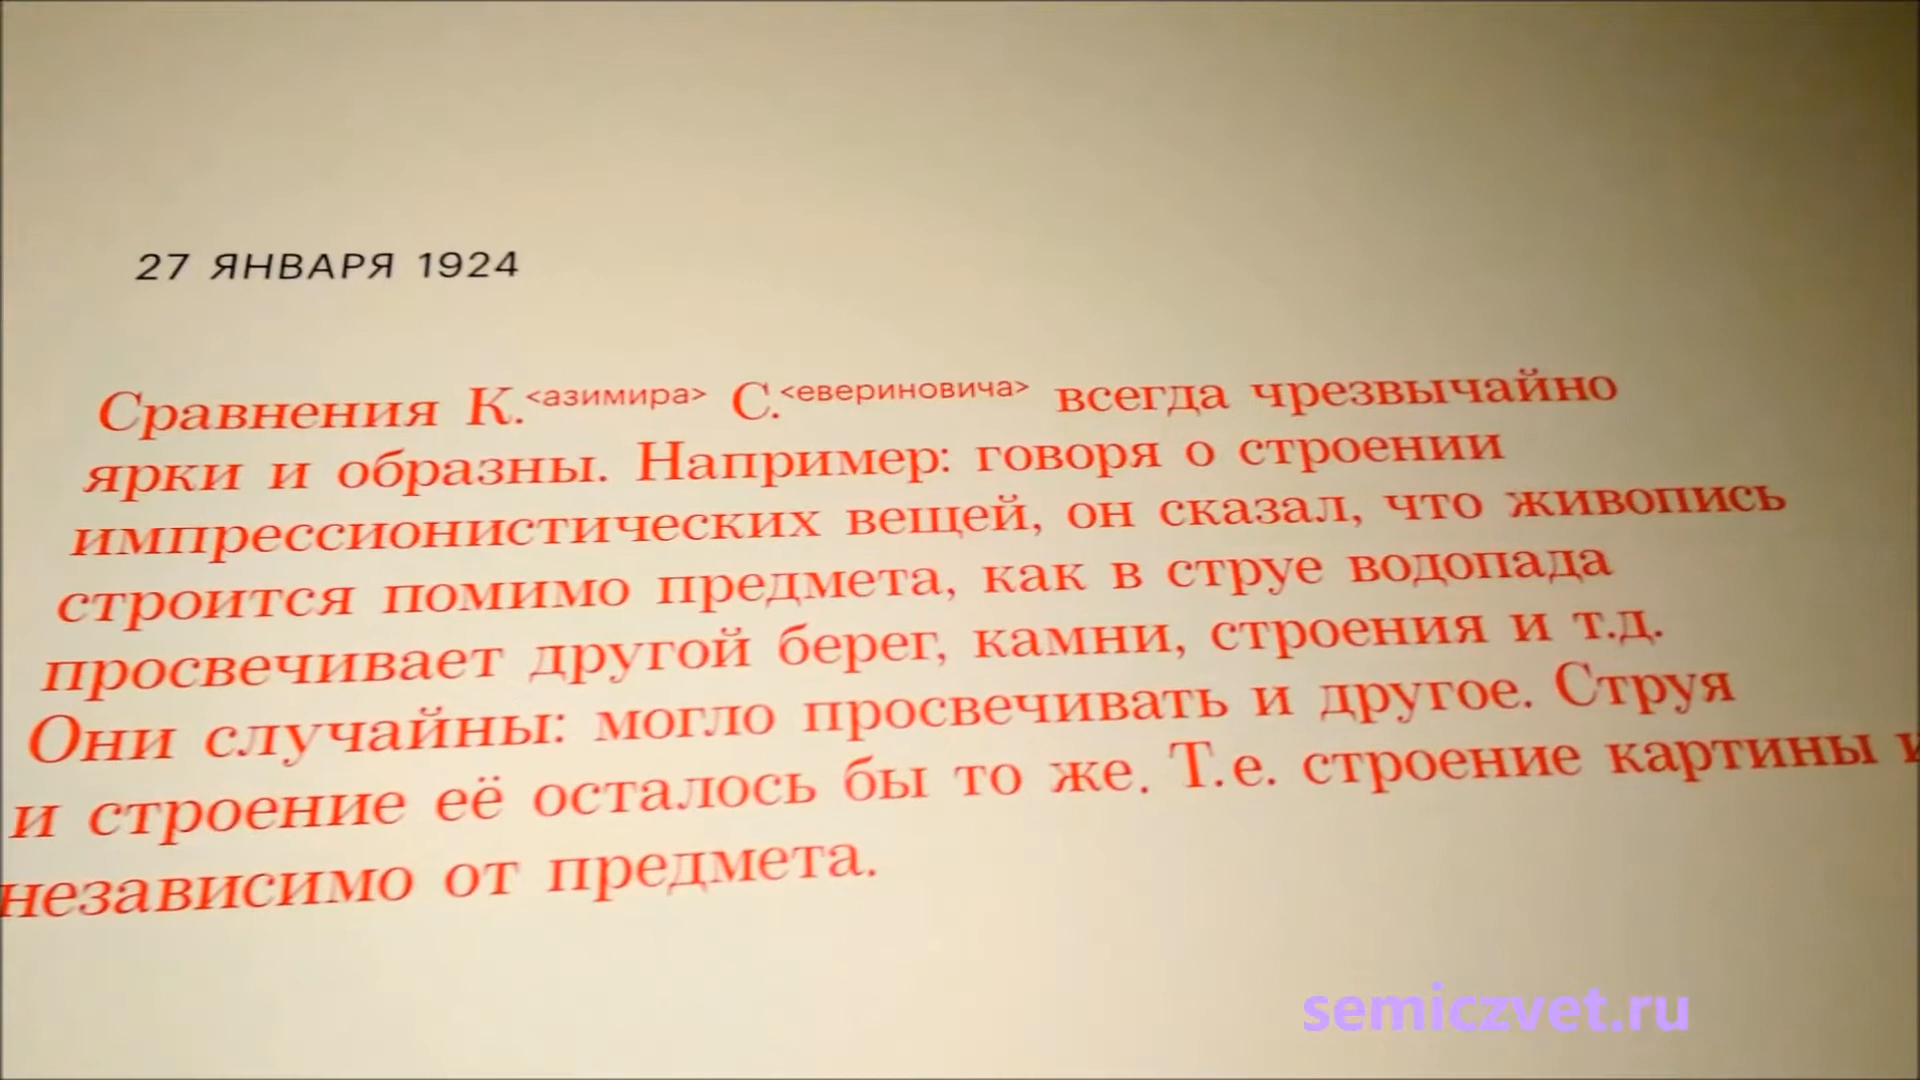 27 ЯНВАРЯ 1924
Сравнения К.<азимира> С.<евериновича> всегда чрезвычайно
ярки и образны. Например: говоря о строении
импрессионистических вещей, он сказал, что живопись
строится помимо предмета, как в струе водопада
просвечивает другой берег, камни, строения и т.д.
Они случайны: могло просвечивать и другое. Струя
и строение её осталось бы то же. Т.е. строение картины
независимо от предмета.
semiczvet.ru